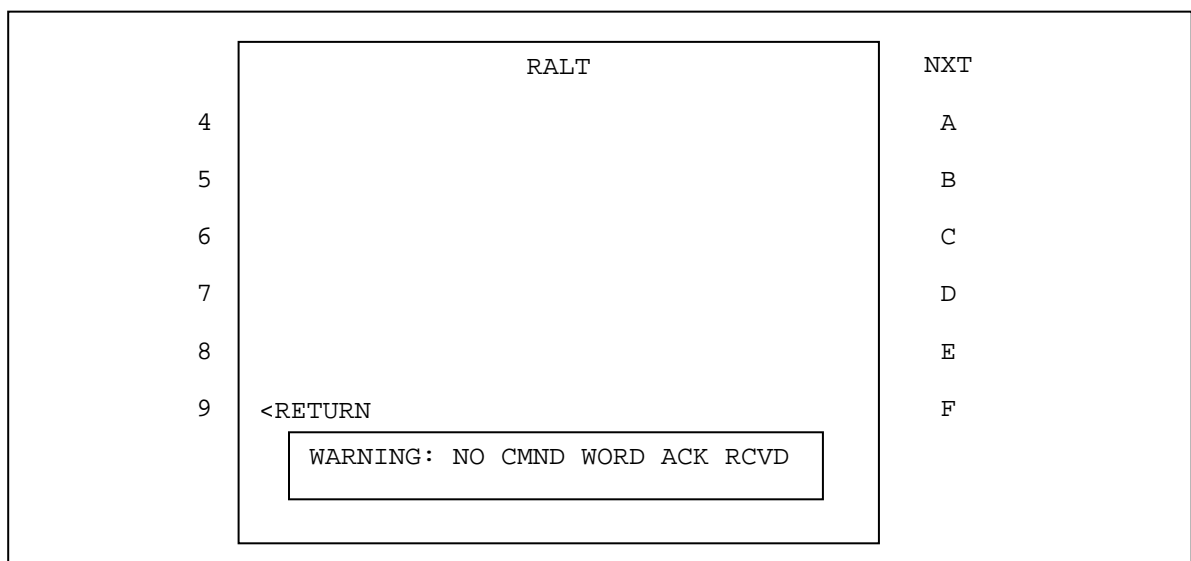 RALT NXT
4 A
5 B
6 C
7 D
8 E
9 <RETURN F
WARNING: NO CMND WORD ACK RCVD